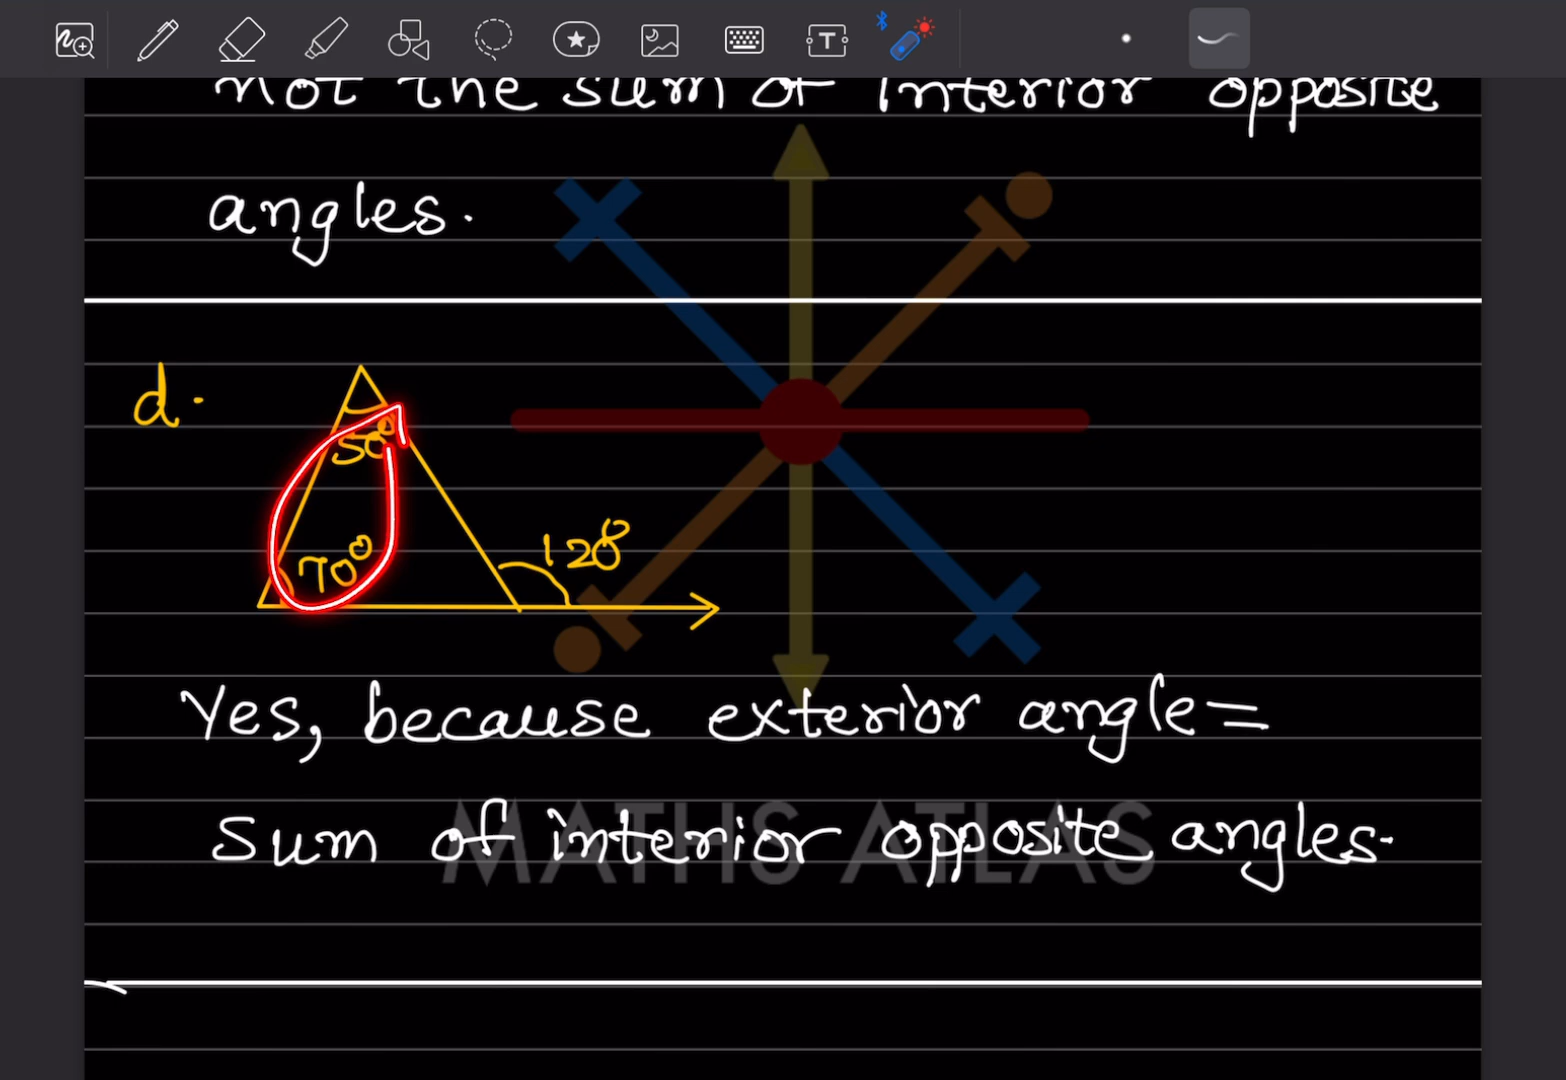 not the sum of interior opposite
angles.
d.
50°
70°
120°
Yes, because exterior angle=
Sum of interior opposite angles.
MATHS ATLAS